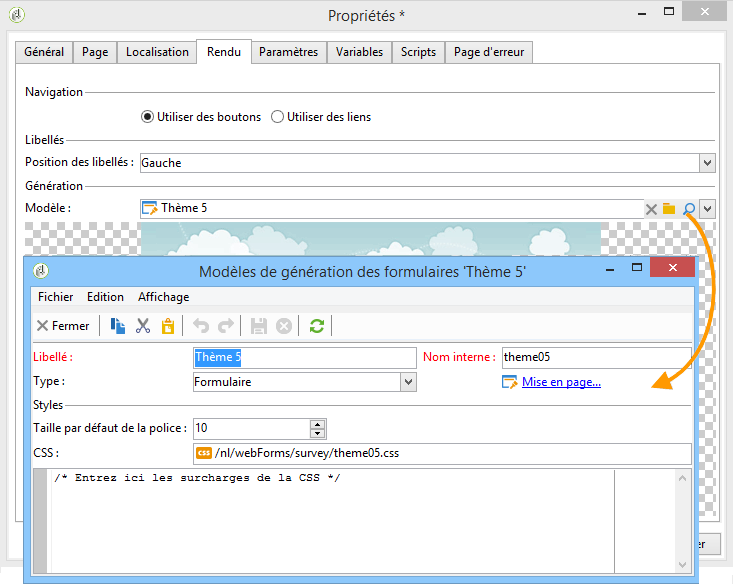 Propriétés *
Général Page Localisation Rendu Paramètres Variables Scripts Page d'erreur
Navigation
Utiliser des boutons Utiliser des liens
Libellés
Position des libellés : Gauche
Génération
Modèle : Thème 5
Modèles de génération des formulaires 'Thème 5'
Fichier Edition Affichage
Fermer
Libellé : Thème 5 Nom interne : theme05
Type : Formulaire Mise en page...
Styles
Taille par défaut de la police : 10
CSS : css /nl/webForms/survey/theme05.css
/* Entrez ici les surcharges de la CSS */
er